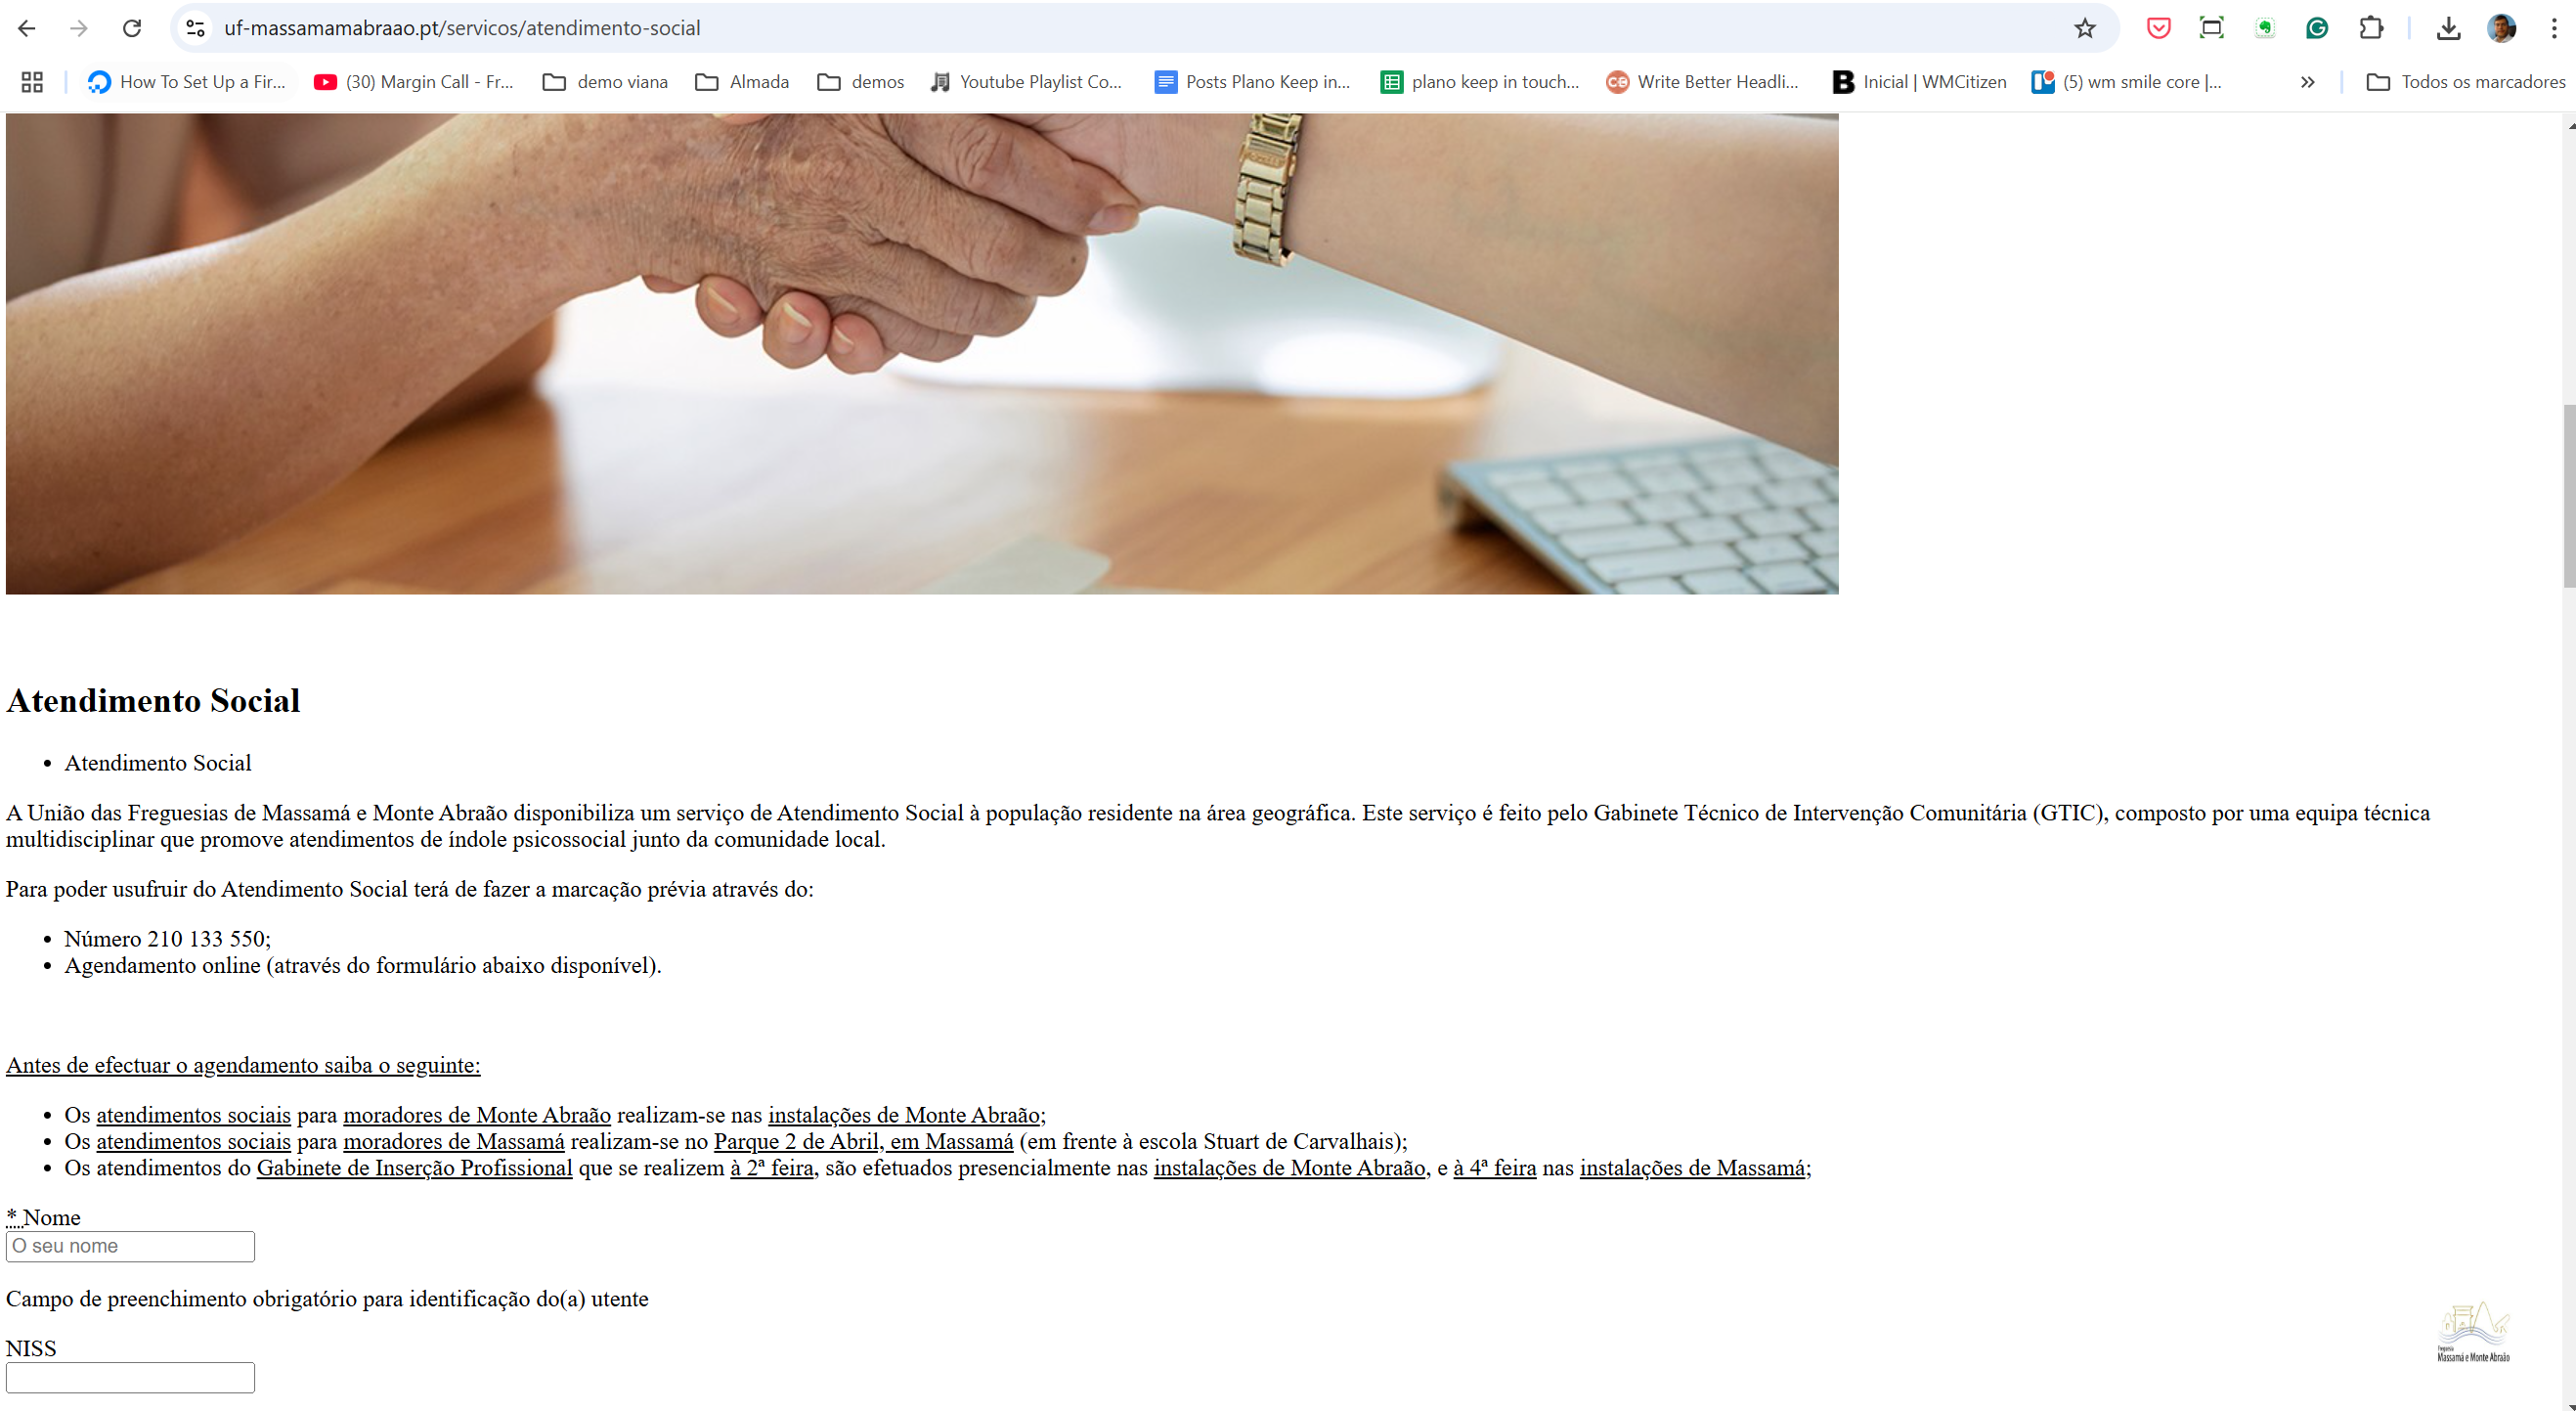 uf-massamamabraao.pt/servicos/atendimento-social
How To Set Up a Fir...
(30) Margin Call - Fr...
demo viana
Almada
demos
Youtube Playlist Co...
Posts Plano Keep in...
plano keep in touch...
Write Better Headli...
Inicial | WMCitizen
(5) wm smile core |...
»
Todos os marcadores
Atendimento Social
• Atendimento Social
A União das Freguesias de Massamá e Monte Abraão disponibiliza um serviço de Atendimento Social à população residente na área geográfica. Este serviço é feito pelo Gabinete Técnico de Intervenção Comunitária (GTIC), composto por uma equipa técnica
multidisciplinar que promove atendimentos de índole psicossocial junto da comunidade local.
Para poder usufruir do Atendimento Social terá de fazer a marcação prévia através do:
• Número 210 133 550;
• Agendamento online (através do formulário abaixo disponível).
Antes de efectuar o agendamento saiba o seguinte:
• Os atendimentos sociais para moradores de Monte Abraão realizam-se nas instalações de Monte Abraão;
• Os atendimentos sociais para moradores de Massamá realizam-se no Parque 2 de Abril, em Massamá (em frente à escola Stuart de Carvalhais);
• Os atendimentos do Gabinete de Inserção Profissional que se realizem à 2ª feira, são efetuados presencialmente nas instalações de Monte Abraão, e à 4ª feira nas instalações de Massamá;
* Nome
O seu nome
Campo de preenchimento obrigatório para identificação do(a) utente
NISS
Freguesia
Massamá e Monte Abraão